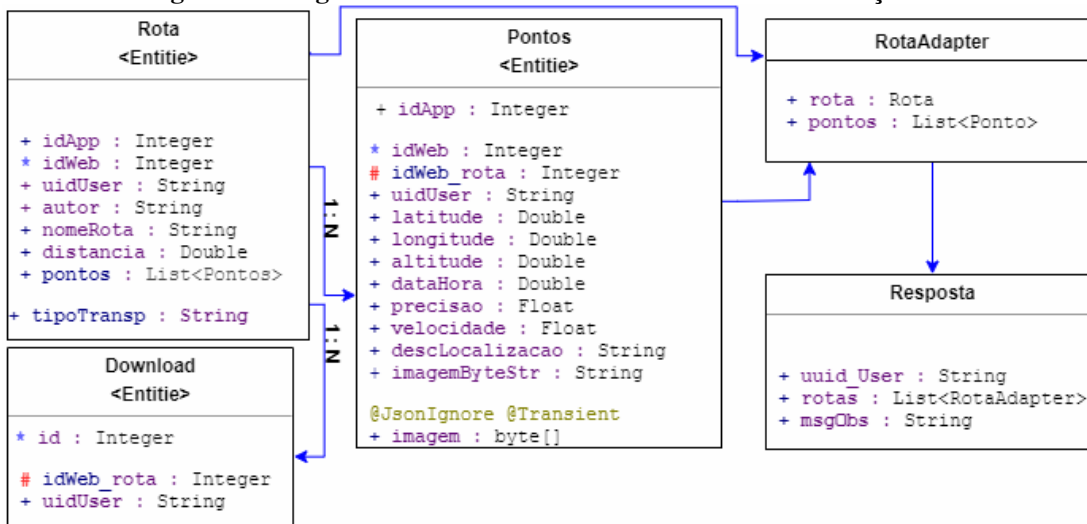 Rota
<Entitie>
+ idApp : Integer
* idWeb : Integer
+ uidUser : String
+ autor : String
+ nomeRota : String
+ distancia : Double
+ pontos : List<Pontos>
+ tipoTransp : String
1:N
1:N
Download
<Entitie>
* id : Integer
# idWeb_rota : Integer
+ uidUser : String
Pontos
<Entitie>
+ idApp : Integer
* idWeb : Integer
# idWeb_rota : Integer
+ uidUser : String
+ latitude : Double
+ longitude : Double
+ altitude : Double
+ dataHora : Double
+ precisao : Float
+ velocidade : Float
+ descLocalizacao : String
+ imagemByteStr : String
@JsonIgnore @Transient
+ imagem : byte[]
RotaAdapter
+ rota : Rota
+ pontos : List<Ponto>
Resposta
+ uuid_User : String
+ rotas : List<RotaAdapter>
+ msgObs : String